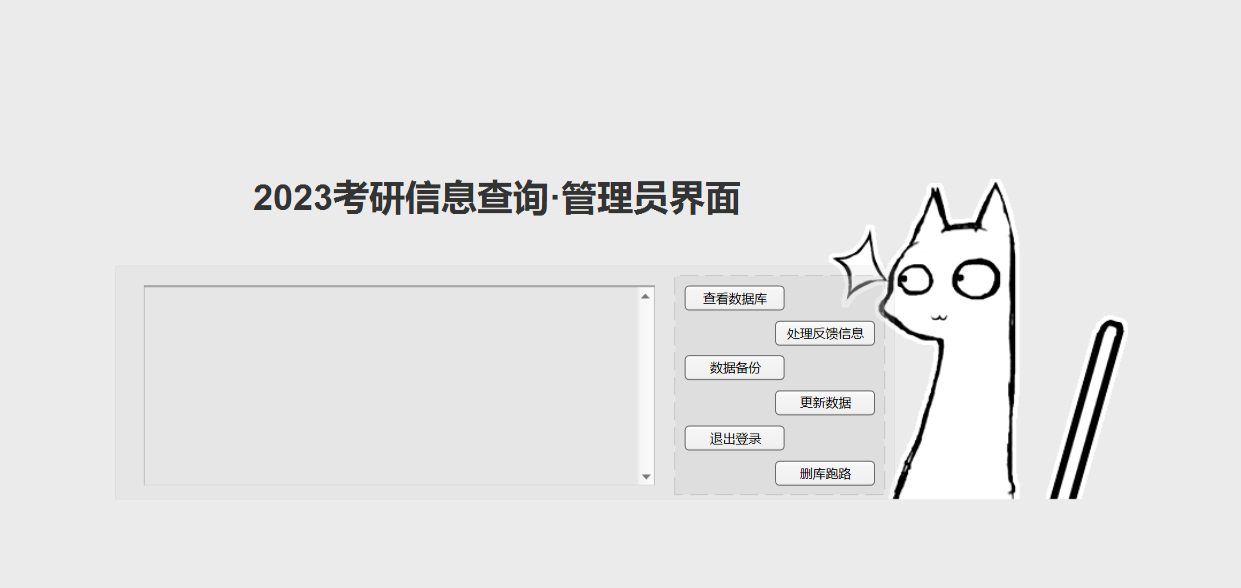 2023考研信息查询·管理员界面
查看数据库
处理反馈信息
数据备份
更新数据
退出登录
删库跑路